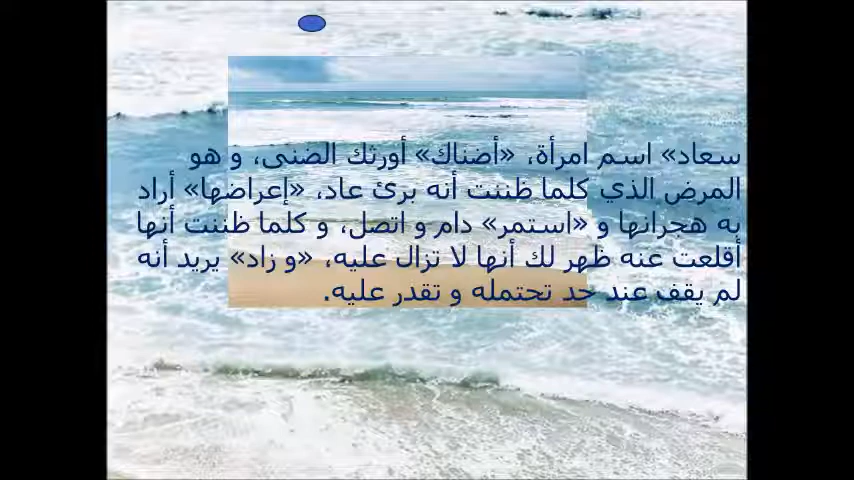 سعاد» اسم امرأة، «أضناك» أورثك الضنى، و هو
المرض الذي كلما ظننت أنه برئ عاد، «إعراضها» أراد
به هجرانها و «استمر» دام و اتصل، و كلما ظننت أنها
أقلعت عنه ظهر لك أنها لا تزال عليه، «و زاد» يريد أنه
لم يقف عند حد تحتمله و تقدر عليه.